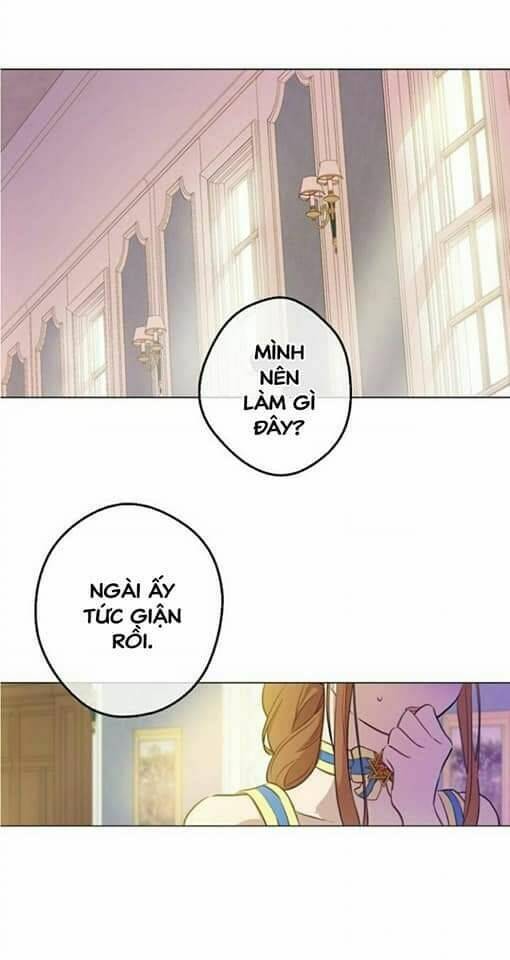 MÌNH
NÊN
LÀM GÌ
ĐÂY?
NGÀI ẤY
TỨC GIẬN
RỒI.